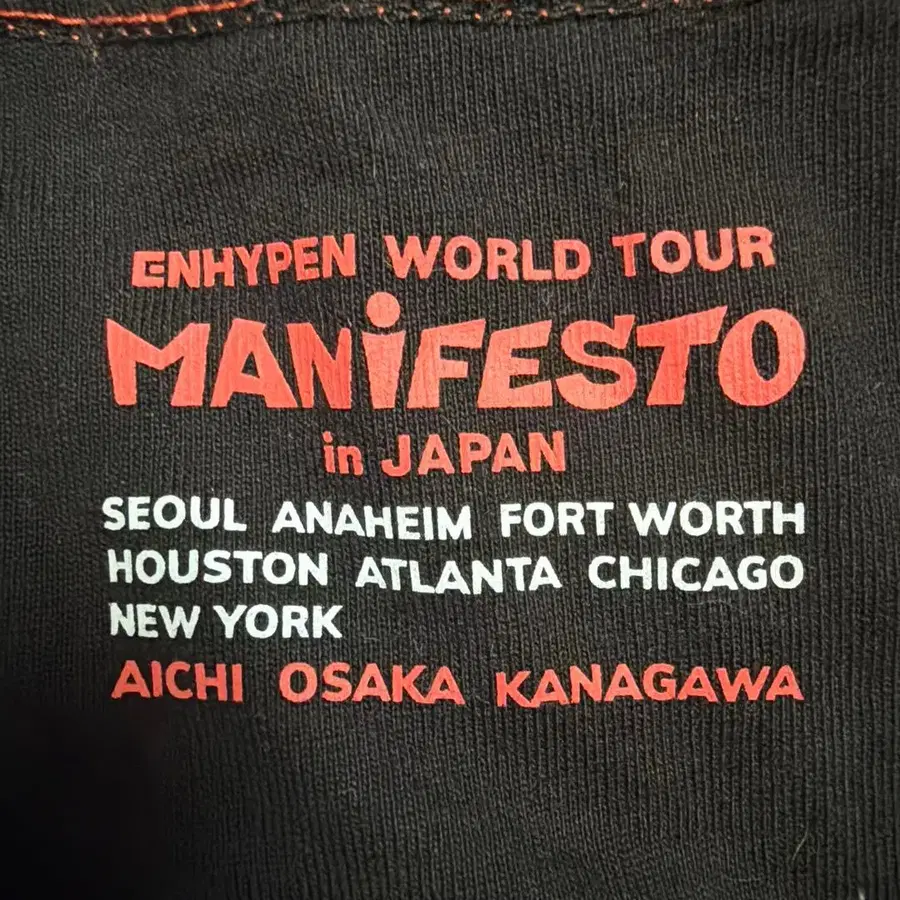 ENHYPEN WORLD TOUR
MANiFESTO
in JAPAN
SEOUL ANAHEIM FORT WORTH
HOUSTON ATLANTA CHICAGO
NEW YORK
AICHI OSAKA KANAGAWA